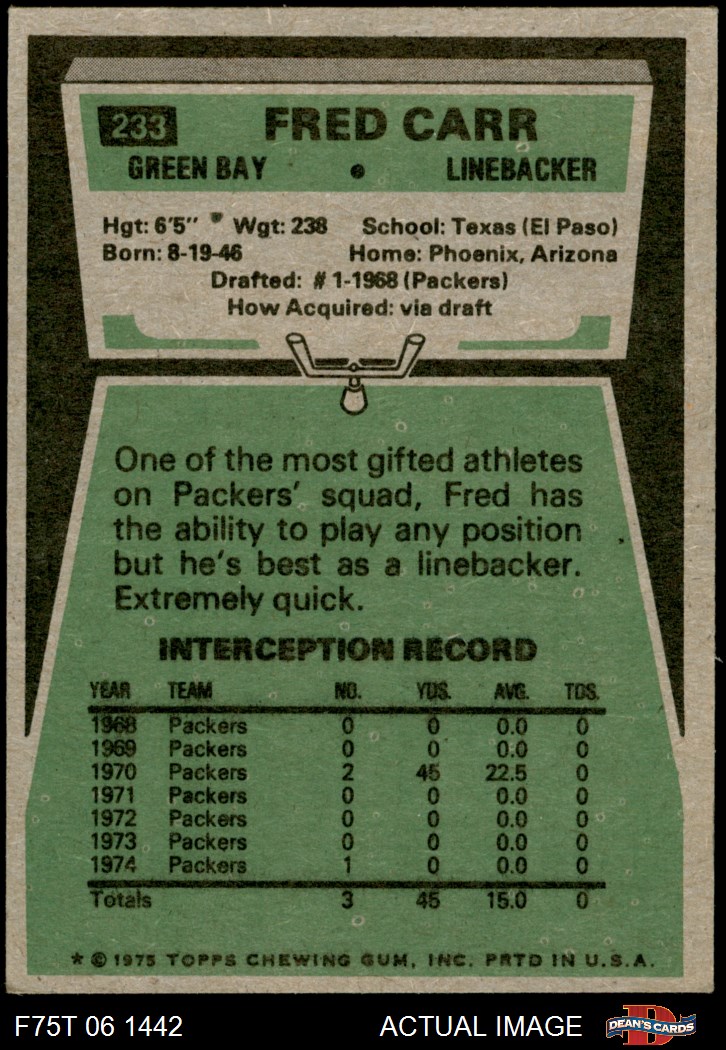 233 FRED CARR
GREEN BAY • LINEBACKER
Hgt: 6'5" Wgt: 238 School: Texas (El Paso)
Born: 8-19-46 Home: Phoenix, Arizona
Drafted: #1-1968 (Packers)
How Acquired: via draft
One of the most gifted athletes
on Packers' squad, Fred has
the ability to play any position
but he's best as a linebacker.
Extremely quick.
INTERCEPTION RECORD
YEAR TEAM NO. YDS. AVG. TDS.
1968 Packers 0 0 0.0 0
1969 Packers 0 0 0.0 0
1970 Packers 2 45 22.5 0
1971 Packers 0 0 0.0 0
1972 Packers 0 0 0.0 0
1973 Packers 0 0 0.0 0
1974 Packers 1 0 0.0 0
Totals 3 45 15.0 0
* © 1975 TOPPS CHEWING GUM, INC. PRTD IN U.S.A.
F75T 06 1442 ACTUAL IMAGE D DEAN'S CARDS